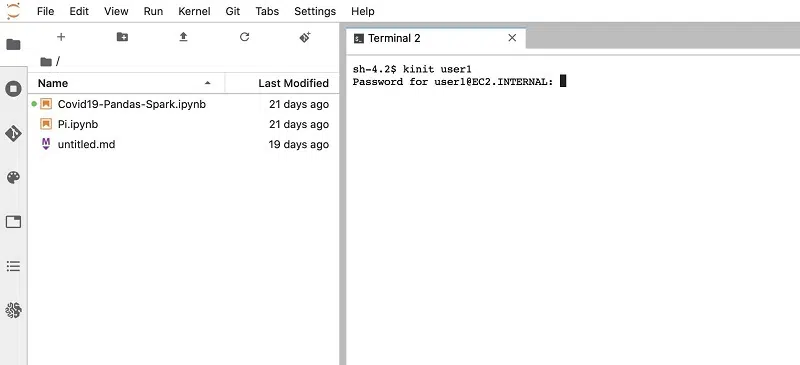 File Edit View Run Kernel Git Tabs Settings Help
/
Name Last Modified
Covid19-Pandas-Spark.ipynb 21 days ago
Pi.ipynb 21 days ago
untitled.md 19 days ago
Terminal 2
sh-4.2$ kinit user1
Password for user1@EC2.INTERNAL: